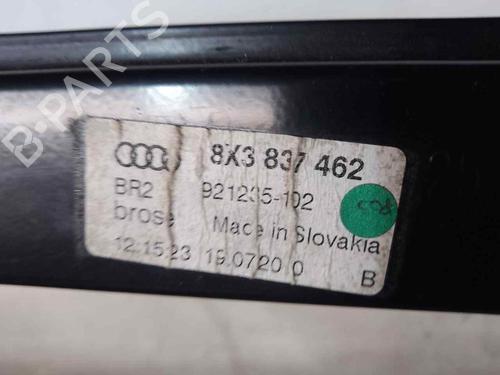 8X3 837 462
BR2 921235-102
brose Made in Slovakia
12.15.23 19.0720 0 B
B-PARTS